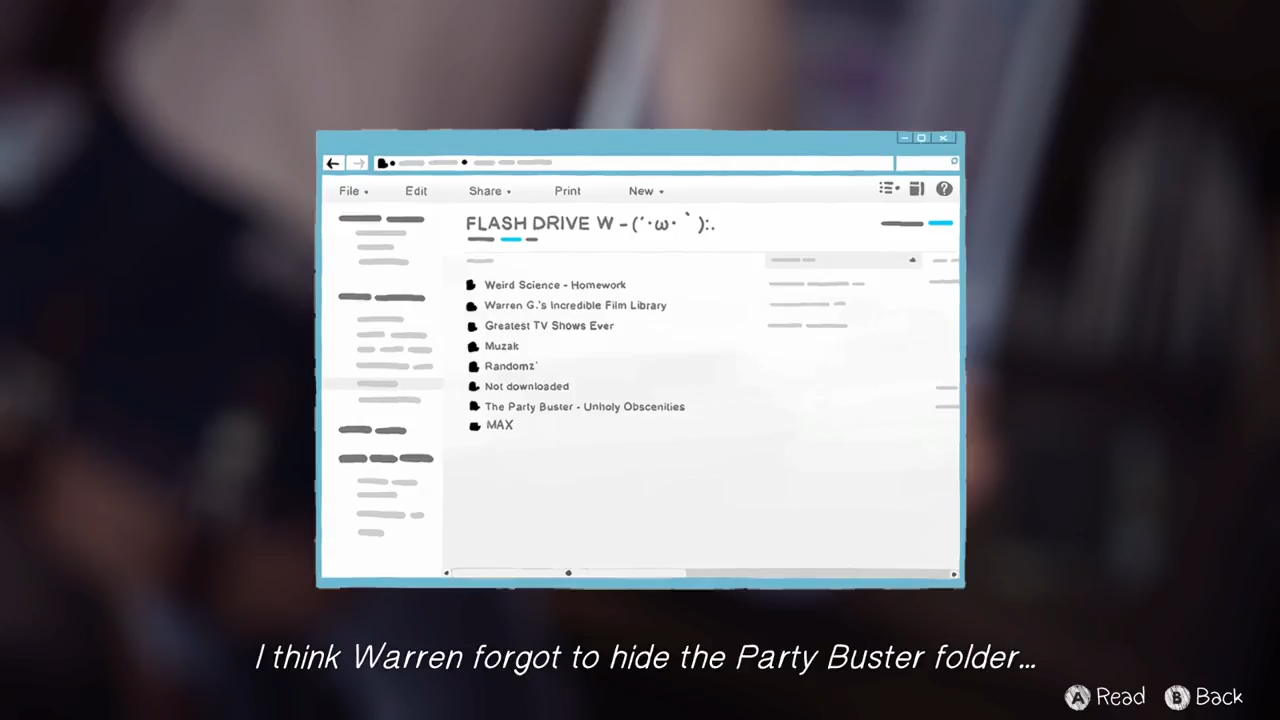 File Edit Share Print New
FLASH DRIVE W - (´･ω･｀):.
Weird Science - Homework
Warren G.'s Incredible Film Library
Greatest TV Shows Ever
Muzak
Randomz'
Not downloaded
The Party Buster - Unholy Obscenities
MAX
I think Warren forgot to hide the Party Buster folder...
A Read B Back